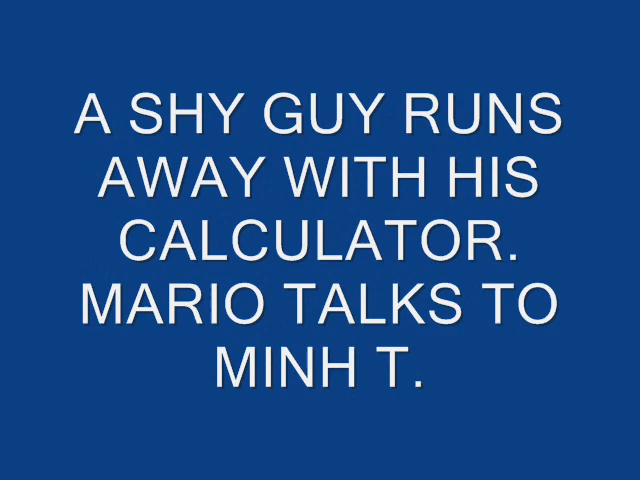 A SHY GUY RUNS
AWAY WITH HIS
CALCULATOR.
MARIO TALKS TO
MINH T.